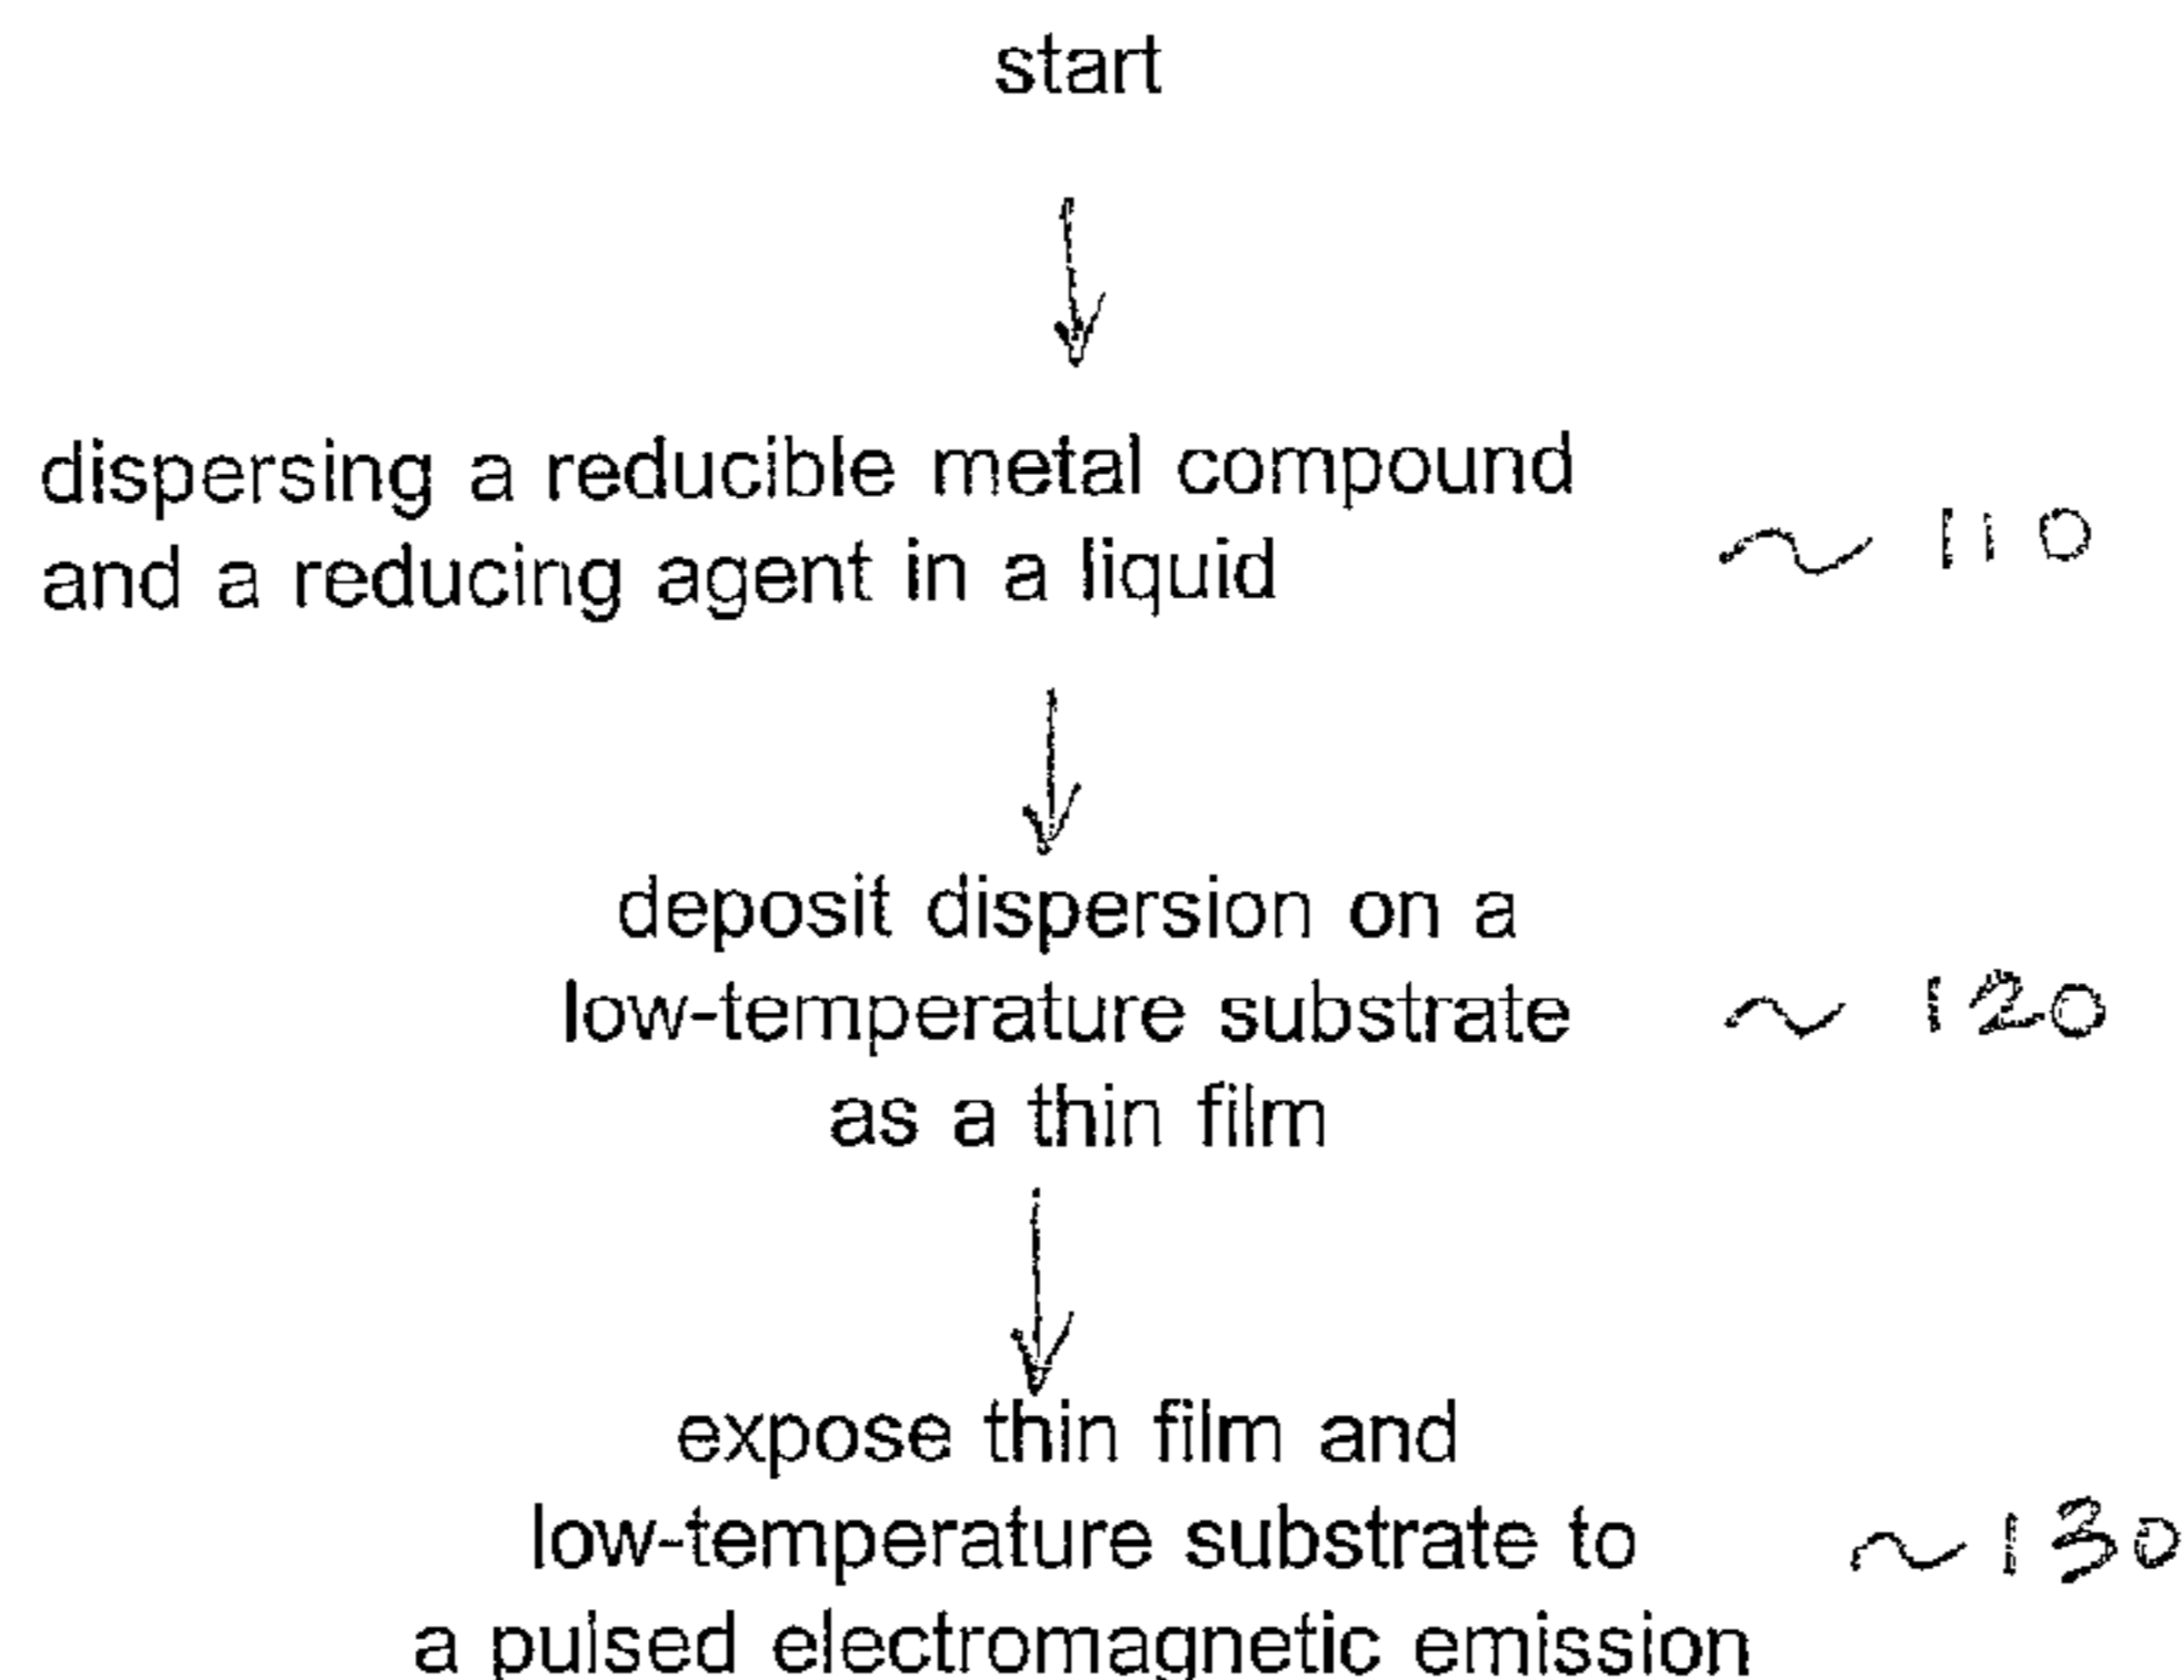 start
dispersing a reducible metal compound
and a reducing agent in a liquid
~ 110
deposit dispersion on a
low-temperature substrate
~ 120
as a thin film
expose thin film and
low-temperature substrate to
~ 130
a pulsed electromagnetic emission